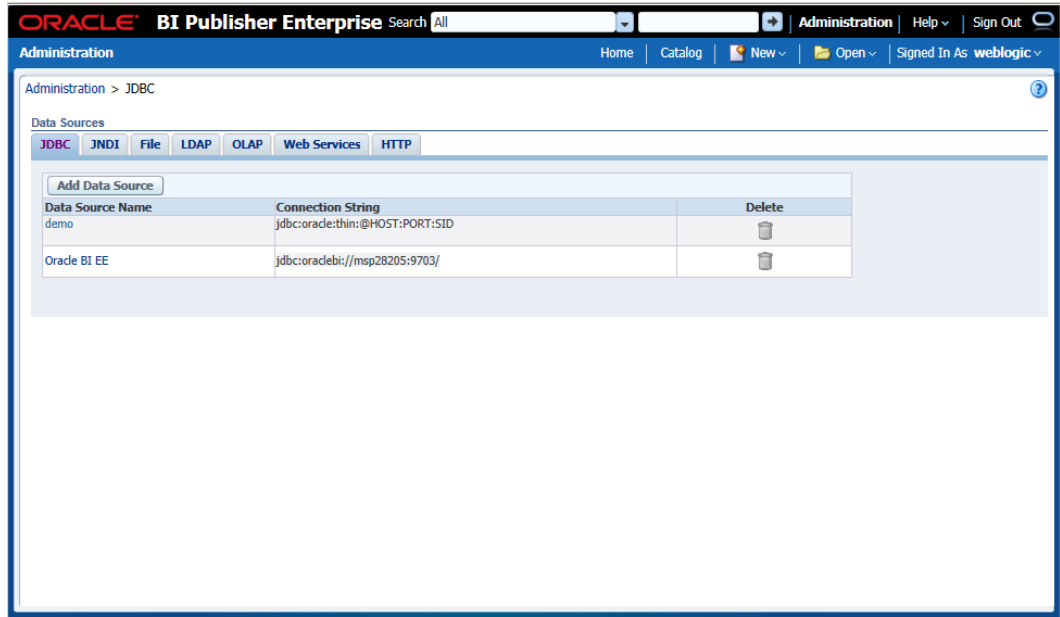 ORACLE BI Publisher Enterprise Search All Administration Help Sign Out
Administration Home Catalog New Open Signed In As weblogic
Administration > JDBC
Data Sources
JDBC JNDI File LDAP OLAP Web Services HTTP
Add Data Source
Data Source Name Connection String Delete
demo jdbc:oracle:thin:@HOST:PORT:SID
Oracle BI EE jdbc:oraclebi://msp28205:9703/